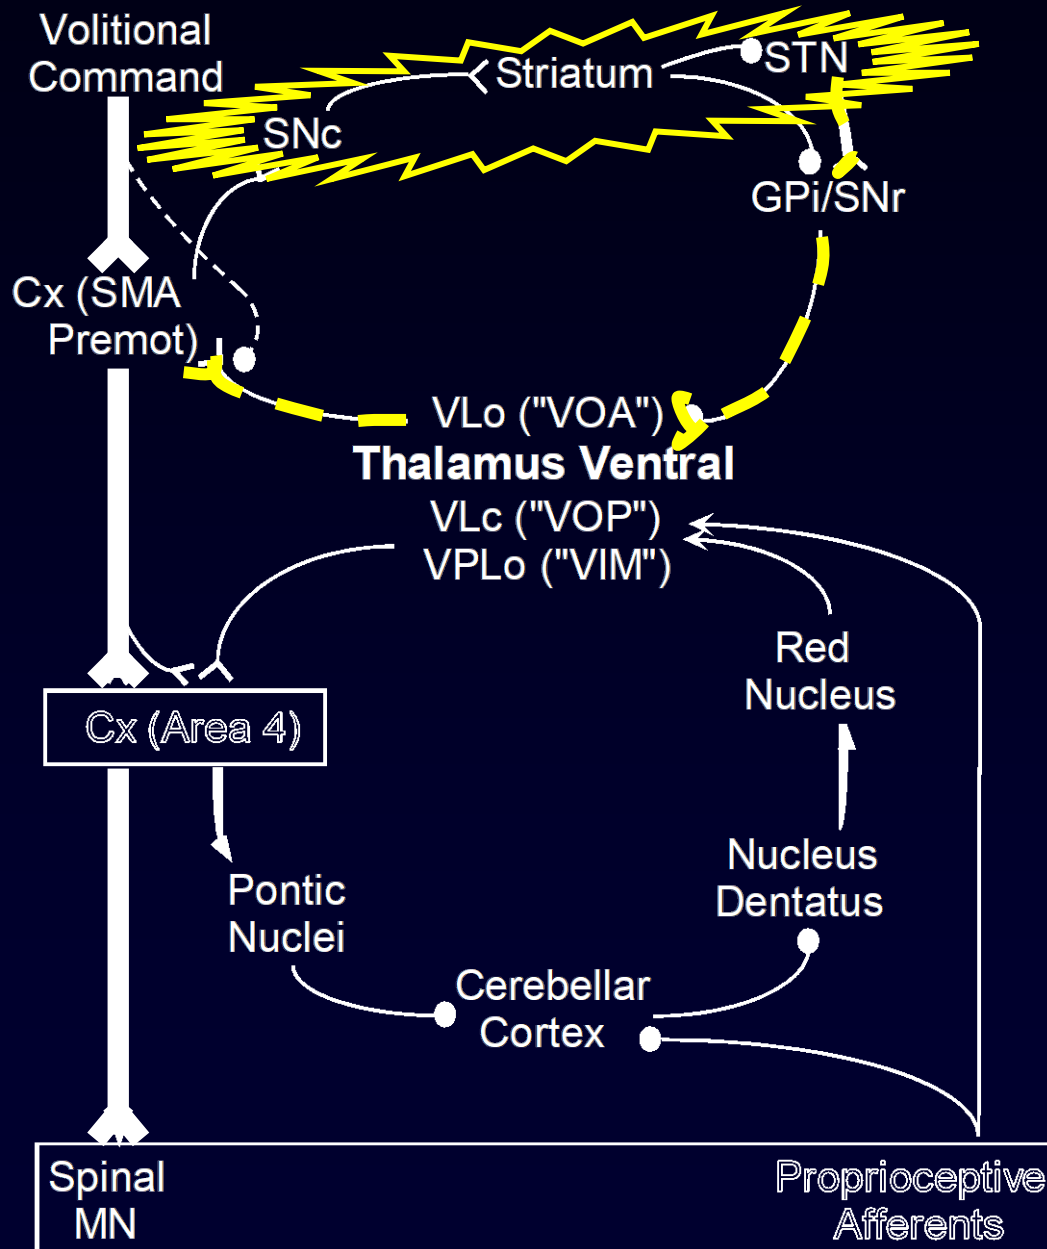 Volitional
Command
Striatum
STN
SNc
GPi/SNr
Cx (SMA
Premot)
VLo ("VOA")
Thalamus Ventral
VLc ("VOP")
VPLo ("VIM")
Red
Nucleus
Cx (Area 4)
Nucleus
Dentatus
Pontic
Nuclei
Cerebellar
Cortex
Spinal
MN
Proprioceptive
Afferents